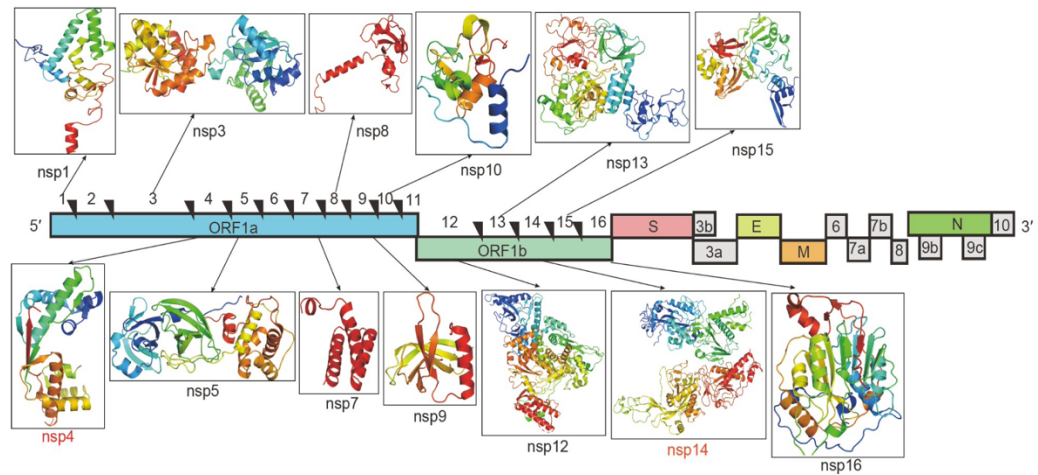 nsp1
nsp3
nsp8
nsp10
nsp13
nsp15
1 2 3 4 5 6 7 8 9 10 11
12 13 14 15 16
5′ ORF1a ORF1b S 3b 3a E M 6 7a 7b 8 N 9b 9c 10 3′
nsp4
nsp5
nsp7
nsp9
nsp12
nsp14
nsp16